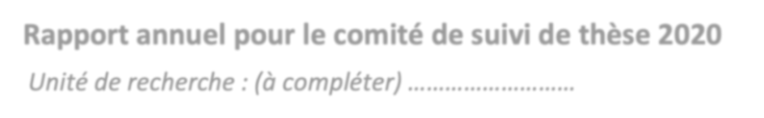 Rapport annuel pour le comité de suivi de thèse 2020
Unité de recherche : (à compléter) ………………………